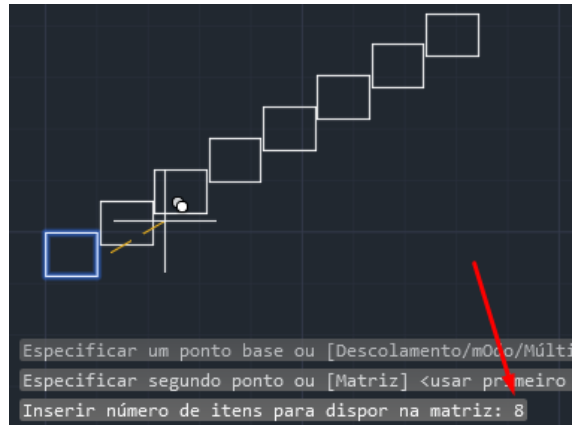 Especificar um ponto base ou [Descolamento/mOdo/Múlti
Especificar segundo ponto ou [Matriz] <usar primeiro
Inserir número de itens para dispor na matriz: 8